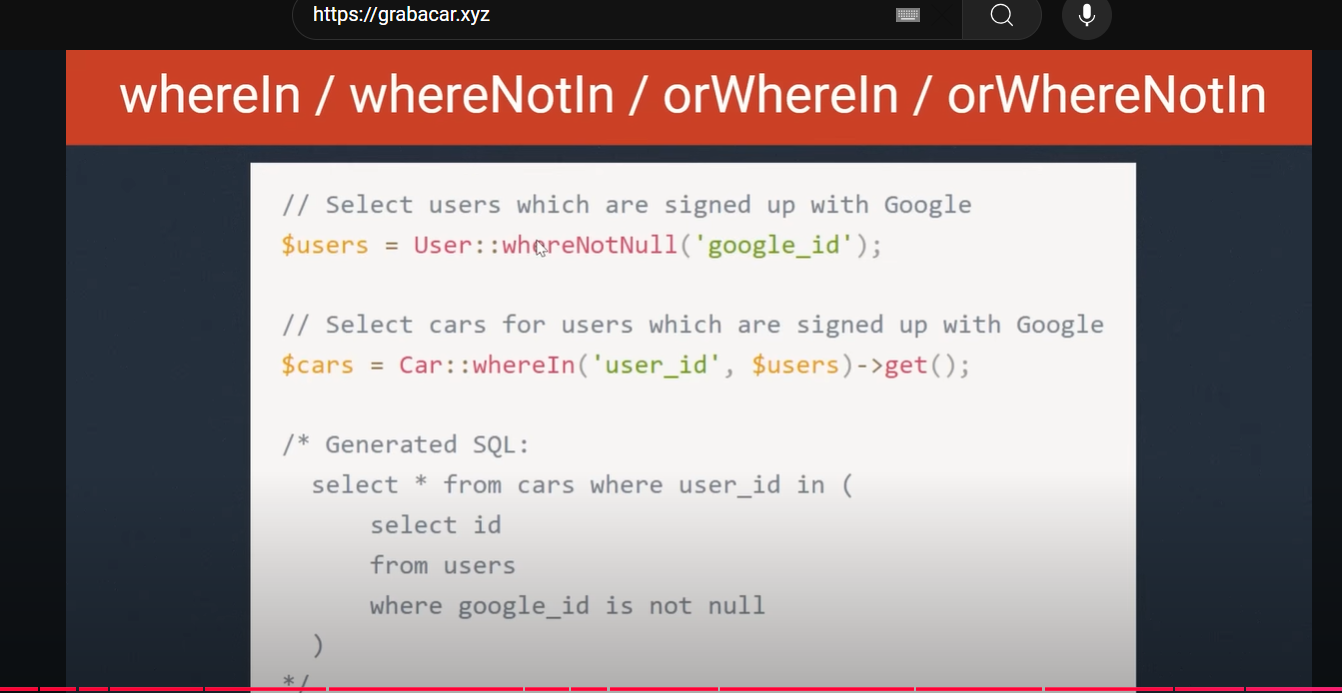 https://grabacar.xyz
whereIn / whereNotIn / orWhereIn / orWhereNotIn
// Select users which are signed up with Google
$users = User::whereNotNull('google_id');
// Select cars for users which are signed up with Google
$cars = Car::whereIn('user_id', $users)->get();
/* Generated SQL:
select * from cars where user_id in (
select id
from users
where google_id is not null
)
*/